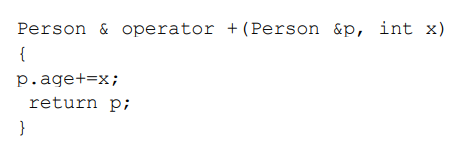 Person & operator +(Person &p, int x)
{
p.age+=x;
 return p;
}